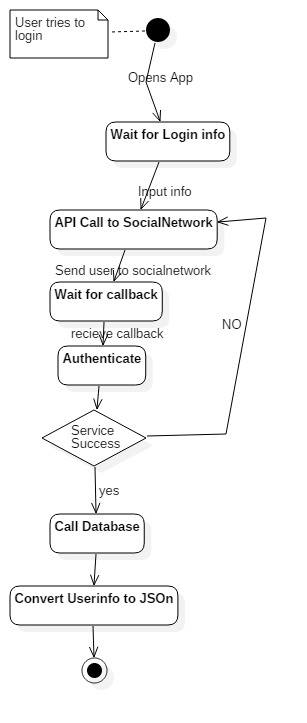 User tries to
login
Opens App
Wait for Login info
Input info
API Call to SocialNetwork
Send user to socialnetwork
Wait for callback
recieve callback
Authenticate
Service
Success
NO
yes
Call Database
Convert Userinfo to JSOn